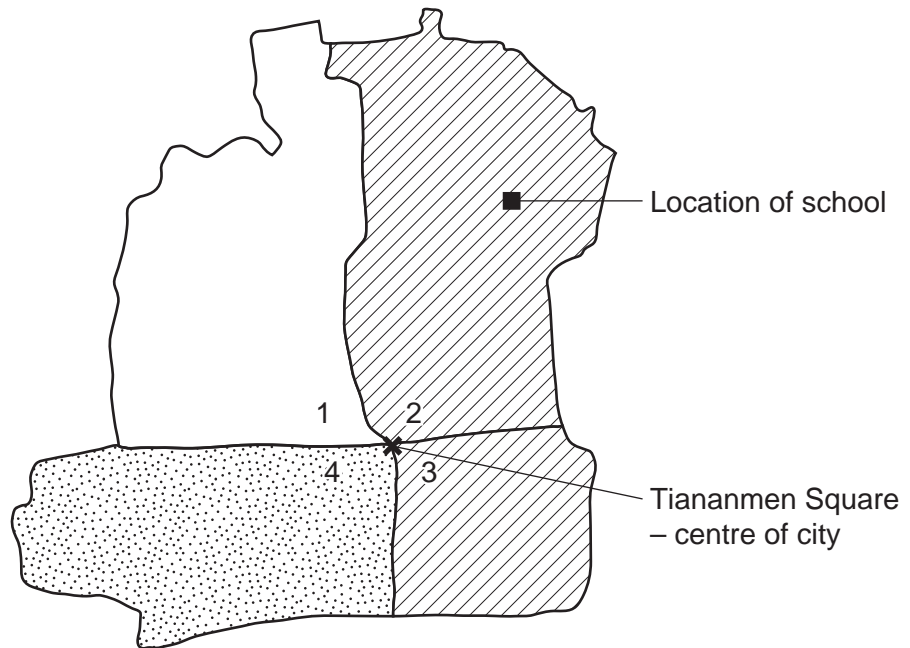 Location of school
1 2
4 3
Tiananmen Square
– centre of city